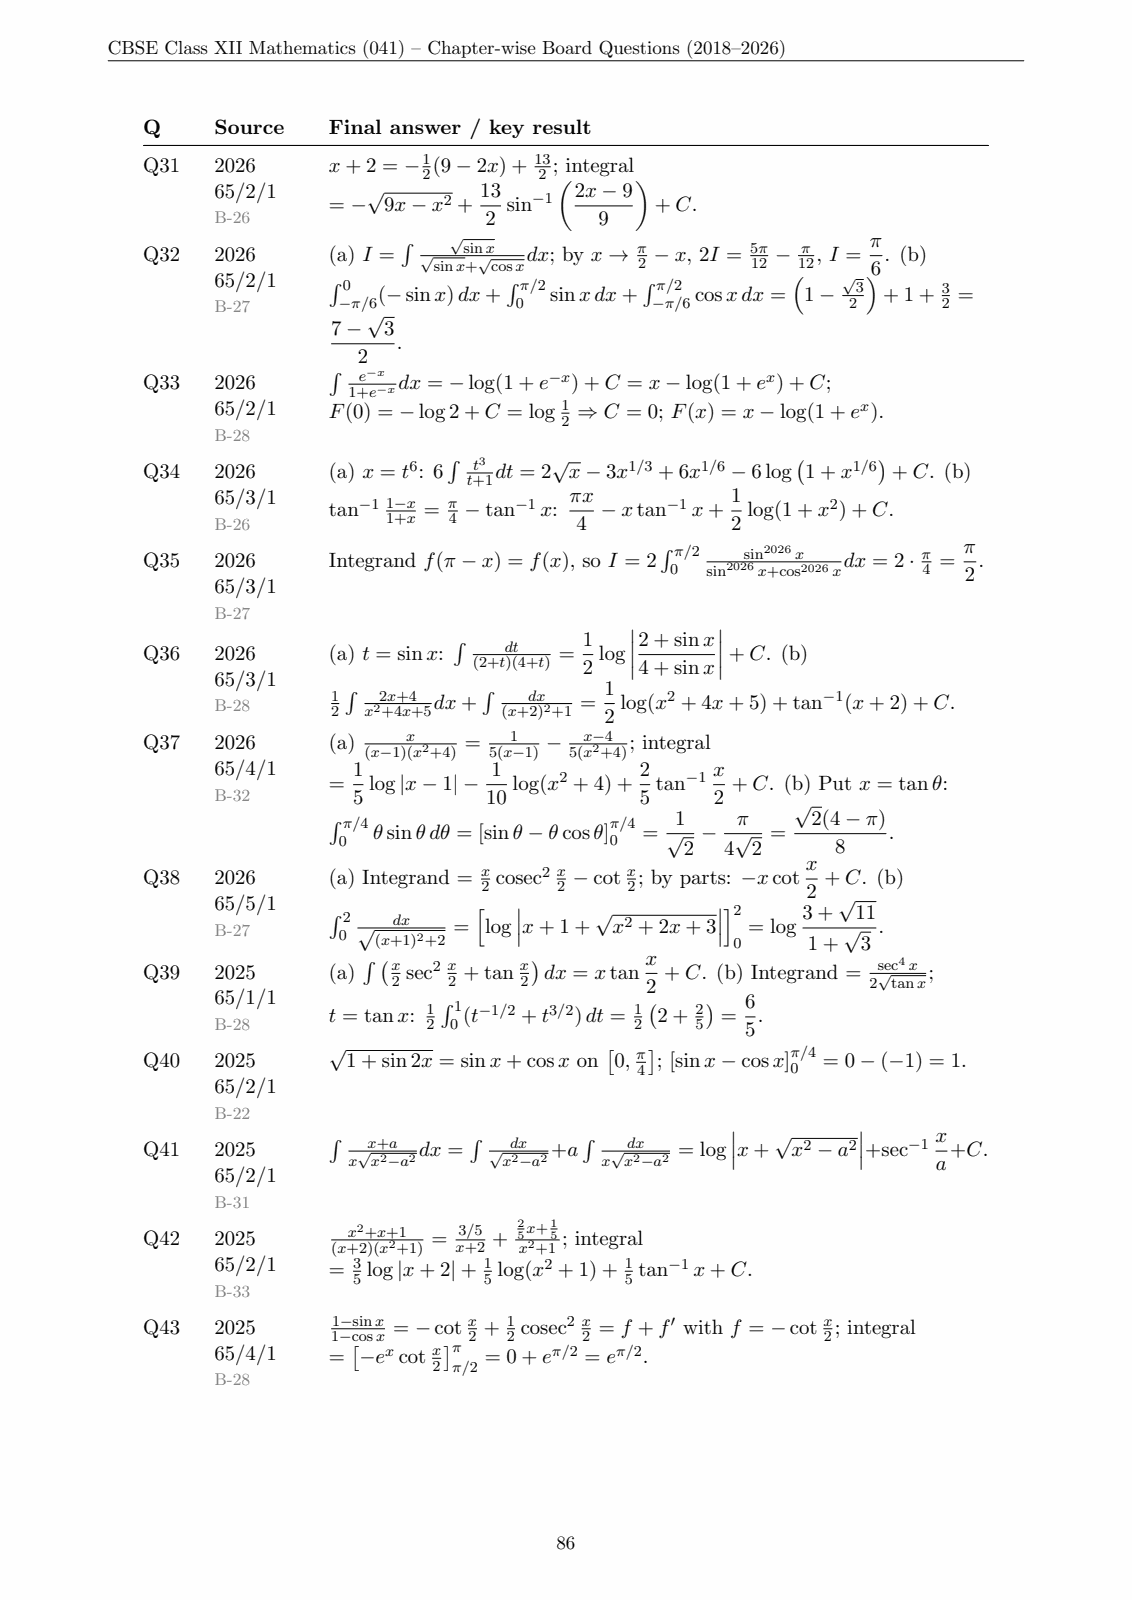 CBSE Class XII Mathematics (041) – Chapter-wise Board Questions (2018–2026)
Q Source Final answer / key result
Q31 2026 x + 2 = −½(9 − 2x) + 13/2; integral
65/2/1 = −√(9x − x²) + 13/2 sin⁻¹((2x − 9)/9) + C.
B-26
Q32 2026 (a) I = ∫ √(sin x)/(√(sin x)+√(cos x)) dx; by x → π/2 − x, 2I = 5π/12 − π/12, I = π/6. (b)
65/2/1 ∫_{−π/6}^{0}(− sin x) dx + ∫_{0}^{π/2} sin x dx + ∫_{−π/6}^{π/2} cos x dx = (1 − √3/2) + 1 + 3/2 =
B-27
(7 − √3)/2.
Q33 2026 ∫ e⁻ˣ/(1+e⁻ˣ) dx = − log(1 + e⁻ˣ) + C = x − log(1 + eˣ) + C;
65/2/1 F(0) = − log 2 + C = log ½ ⇒ C = 0; F(x) = x − log(1 + eˣ).
B-28
Q34 2026 (a) x = t⁶: 6 ∫ t³/(t+1) dt = 2√x − 3x^{1/3} + 6x^{1/6} − 6 log(1 + x^{1/6}) + C. (b)
65/3/1 tan⁻¹ (1−x)/(1+x) = π/4 − tan⁻¹ x: πx/4 − x tan⁻¹ x + 1/2 log(1 + x²) + C.
B-26
Q35 2026 Integrand f(π − x) = f(x), so I = 2 ∫_{0}^{π/2} sin²⁰²⁶ x/(sin²⁰²⁶ x+cos²⁰²⁶ x) dx = 2 · π/4 = π/2.
65/3/1
B-27
Q36 2026 (a) t = sin x: ∫ dt/((2+t)(4+t)) = 1/2 log |(2 + sin x)/(4 + sin x)| + C. (b)
65/3/1
B-28 ½ ∫ (2x+4)/(x²+4x+5) dx + ∫ dx/((x+2)²+1) = 1/2 log(x² + 4x + 5) + tan⁻¹(x + 2) + C.
Q37 2026 (a) x/((x−1)(x²+4)) = 1/(5(x−1)) − (x−4)/(5(x²+4)); integral
65/4/1 = 1/5 log |x − 1| − 1/10 log(x² + 4) + 2/5 tan⁻¹ x/2 + C. (b) Put x = tan θ:
B-32
∫_{0}^{π/4} θ sin θ dθ = [sin θ − θ cos θ]_{0}^{π/4} = 1/√2 − π/(4√2) = √2(4 − π)/8.
Q38 2026 (a) Integrand = x/2 cosec² x/2 − cot x/2; by parts: −x cot x/2 + C. (b)
65/5/1
B-27 ∫_{0}^{2} dx/√((x+1)²+2) = [log |x + 1 + √(x² + 2x + 3)|]_{0}^{2} = log (3 + √11)/(1 + √3).
Q39 2025 (a) ∫ (x/2 sec² x/2 + tan x/2) dx = x tan x/2 + C. (b) Integrand = sec⁴ x/(2√(tan x));
65/1/1
B-28 t = tan x: ½ ∫_{0}^{1}(t^{−1/2} + t^{3/2}) dt = ½ (2 + 2/5) = 6/5.
Q40 2025 √(1 + sin 2x) = sin x + cos x on [0, π/4]; [sin x − cos x]_{0}^{π/4} = 0 − (−1) = 1.
65/2/1
B-22
Q41 2025 ∫ (x+a)/(x√(x²−a²)) dx = ∫ dx/√(x²−a²) +a ∫ dx/(x√(x²−a²)) = log |x + √(x² − a²)|+sec⁻¹ x/a+C.
65/2/1
B-31
Q42 2025 (x²+x+1)/((x+2)(x²+1)) = (3/5)/(x+2) + (2/5 x+1/5)/(x²+1); integral
65/2/1 = 3/5 log |x + 2| + 1/5 log(x² + 1) + 1/5 tan⁻¹ x + C.
B-33
Q43 2025 (1−sin x)/(1−cos x) = − cot x/2 + ½ cosec² x/2 = f + f′ with f = − cot x/2; integral
65/4/1 = [−eˣ cot x/2]_{π/2}^{π} = 0 + e^{π/2} = e^{π/2}.
B-28
86